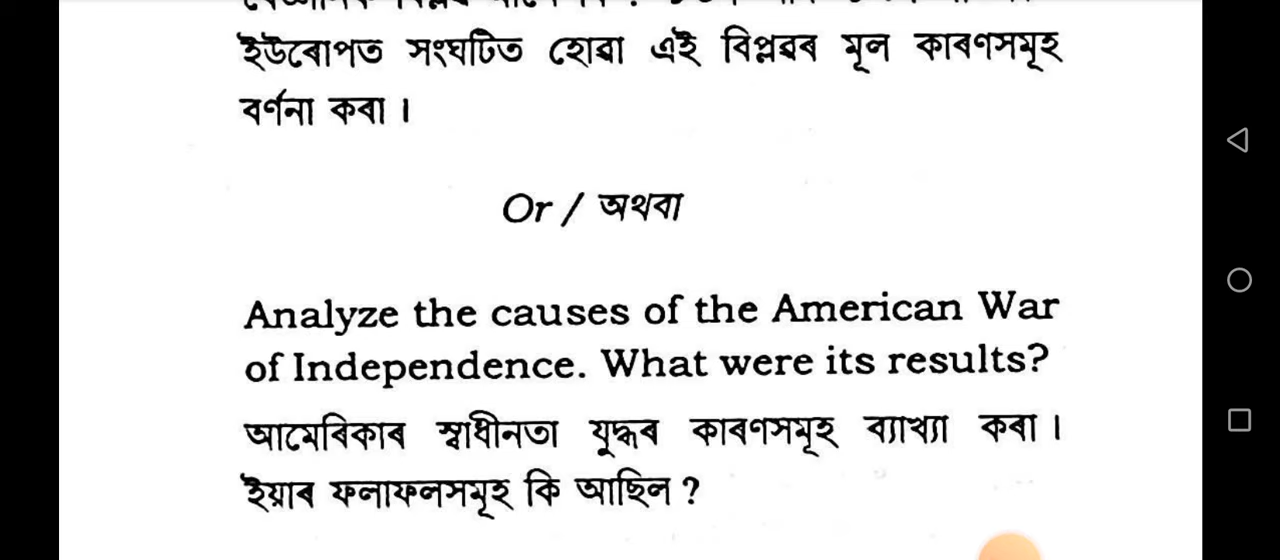 ইউৰোপত সংঘটিত হোৱা এই বিপ্লৱৰ মূল কাৰণসমূহ
বৰ্ণনা কৰা ।
Or / অথবা
Analyze the causes of the American War
of Independence. What were its results?
আমেৰিকাৰ স্বাধীনতা যুদ্ধৰ কাৰণসমূহ ব্যাখ্যা কৰা ।
ইয়াৰ ফলাফলসমূহ কি আছিল ?